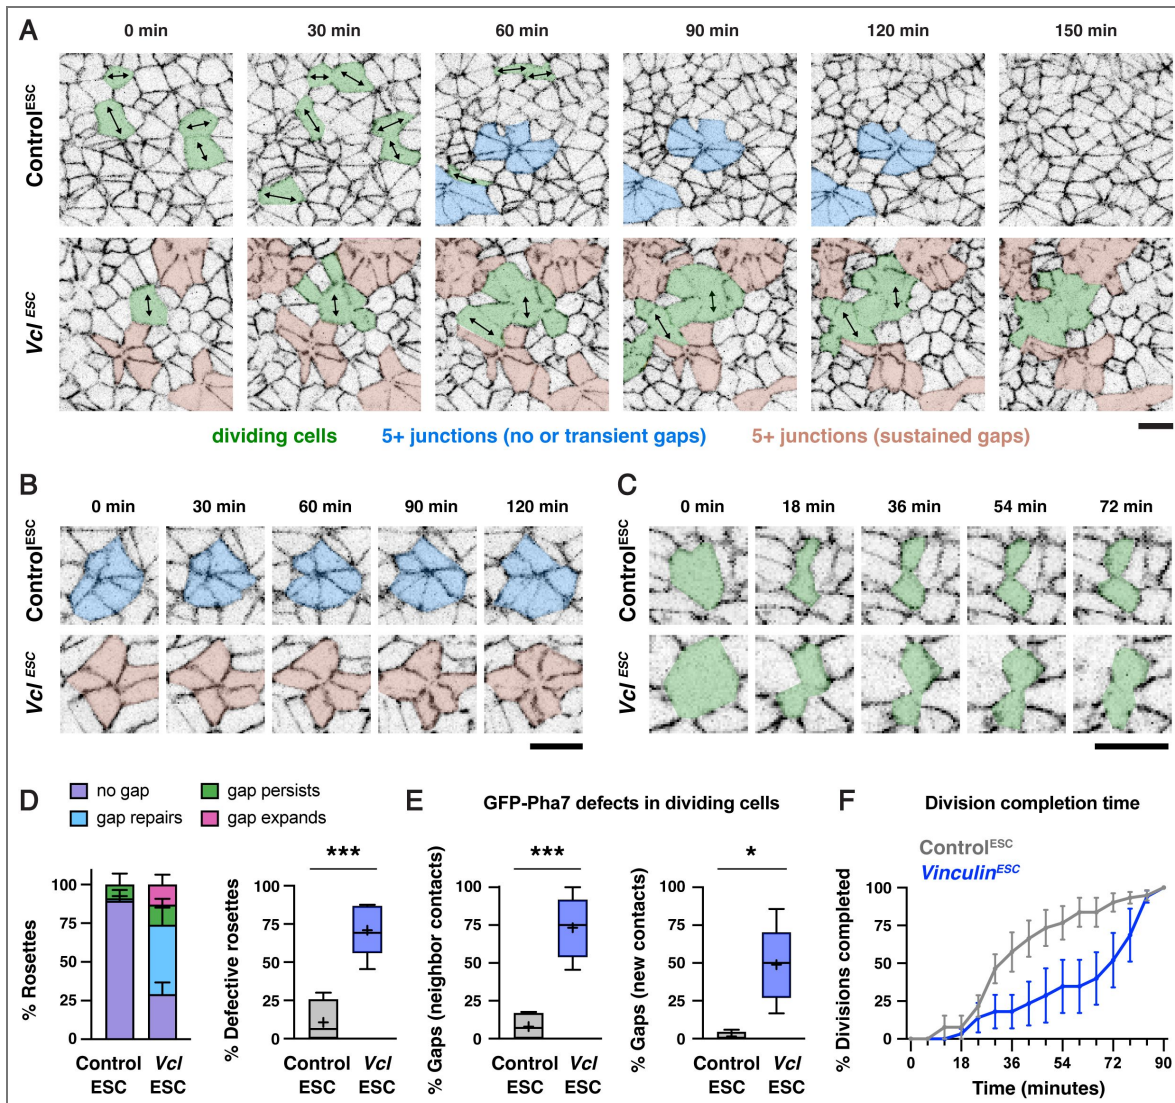 A
0 min 30 min 60 min 90 min 120 min 150 min
Control^ESC
Vcl^ESC
dividing cells 5+ junctions (no or transient gaps) 5+ junctions (sustained gaps)
B
0 min 30 min 60 min 90 min 120 min
Control^ESC
Vcl^ESC
C
0 min 18 min 36 min 54 min 72 min
Control^ESC
Vcl^ESC
D
no gap gap persists
gap repairs gap expands
% Rosettes
100
75
50
25
0
Control Vcl
ESC ESC
***
% Defective rosettes
100
75
50
25
0
Control Vcl
ESC ESC
E
GFP-Pha7 defects in dividing cells
***
% Gaps (neighbor contacts)
100
75
50
25
0
Control Vcl
ESC ESC
*
% Gaps (new contacts)
100
75
50
25
0
Control Vcl
ESC ESC
F
Division completion time
Control^ESC
Vinculin^ESC
% Divisions completed
100
75
50
25
0
0 18 36 54 72 90
Time (minutes)